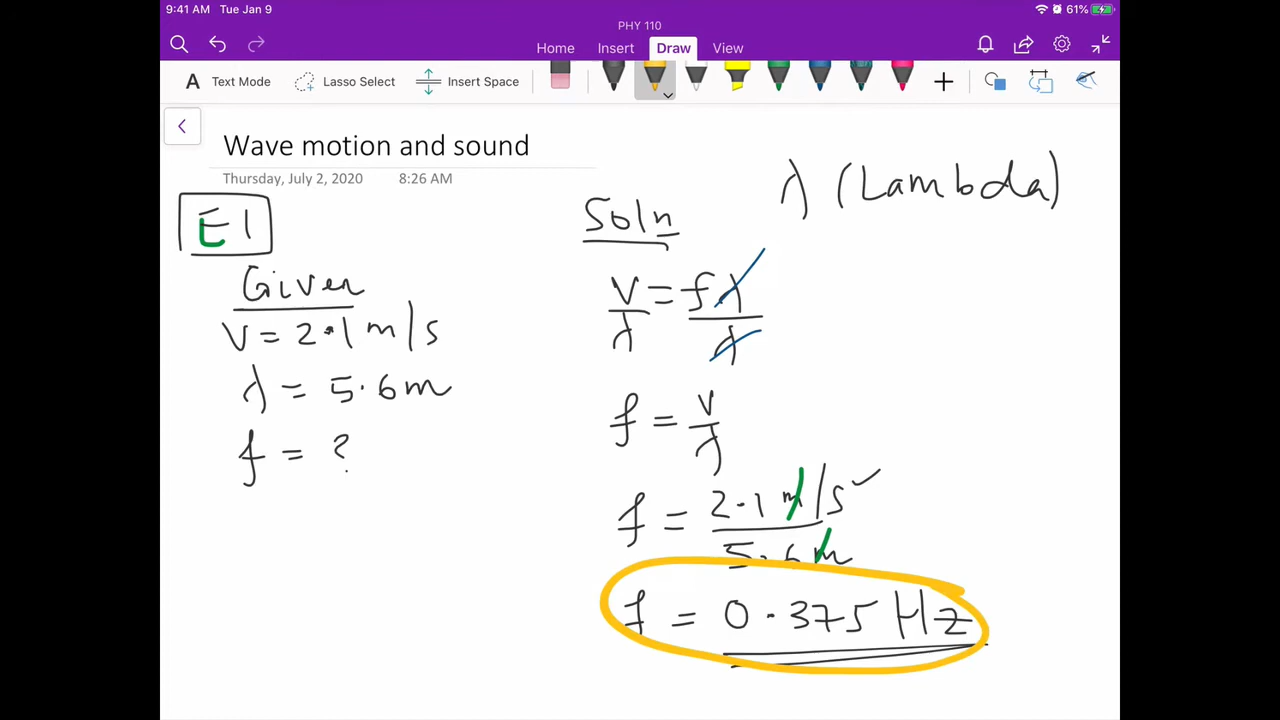 9:41 AM Tue Jan 9
61%
PHY 110
Home Insert Draw View
A Text Mode Lasso Select Insert Space
Wave motion and sound
Thursday, July 2, 2020 8:26 AM
E1
Given
V = 2.1 m/s
λ = 5.6m
f = ?
λ (Lambda)
Soln
V/λ = fλ/λ
f = V/λ
f = 2.1 m/s / 5.6 m
f = 0.375 Hz